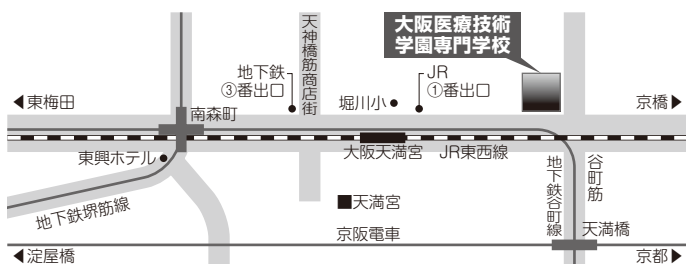 大阪医療技術
学園専門学校
天神橋筋商店街
地下鉄
③番出口
JR
①番出口
堀川小
◀東梅田
京橋▶
南森町
東興ホテル
大阪天満宮
JR東西線
地下鉄堺筋線
天満宮
地下鉄谷町線
谷町筋
京阪電車
天満橋
◀淀屋橋
京都▶